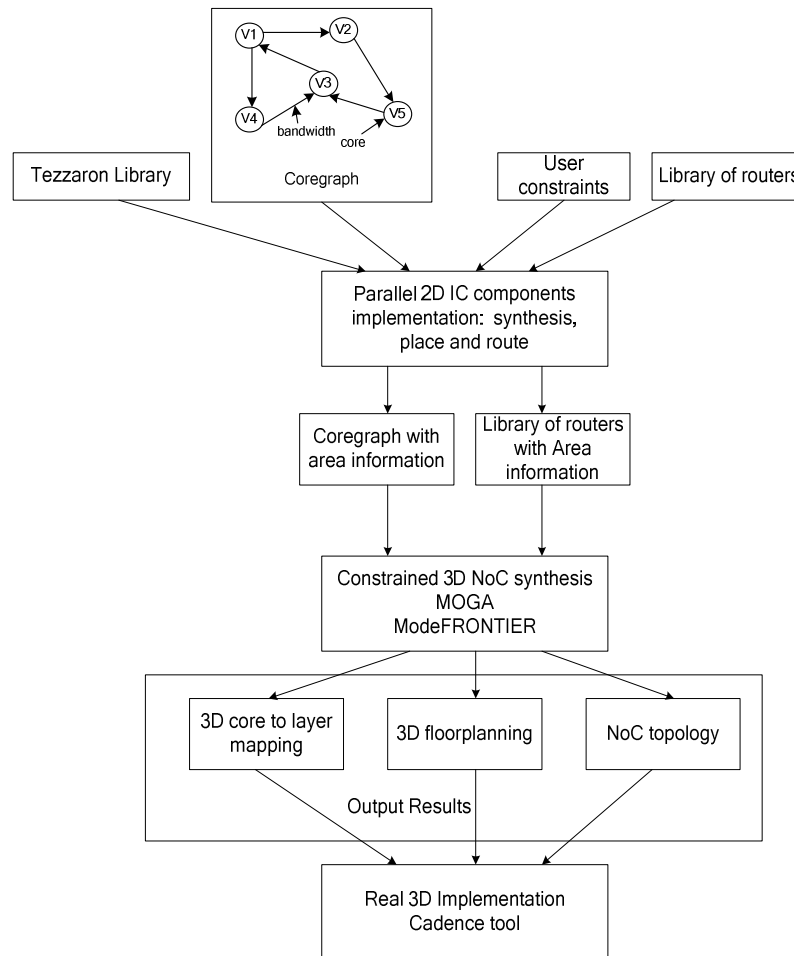 V1
V2
V3
V4
V5
bandwidth
core
Coregraph
Tezzaron Library
User
constraints
Library of routers
Parallel 2D IC components
implementation: synthesis,
place and route
Coregraph with
area information
Library of routers
with Area
information
Constrained 3D NoC synthesis
MOGA
ModeFRONTIER
3D core to layer
mapping
3D floorplanning
NoC topology
Output Results
Real 3D Implementation
Cadence tool